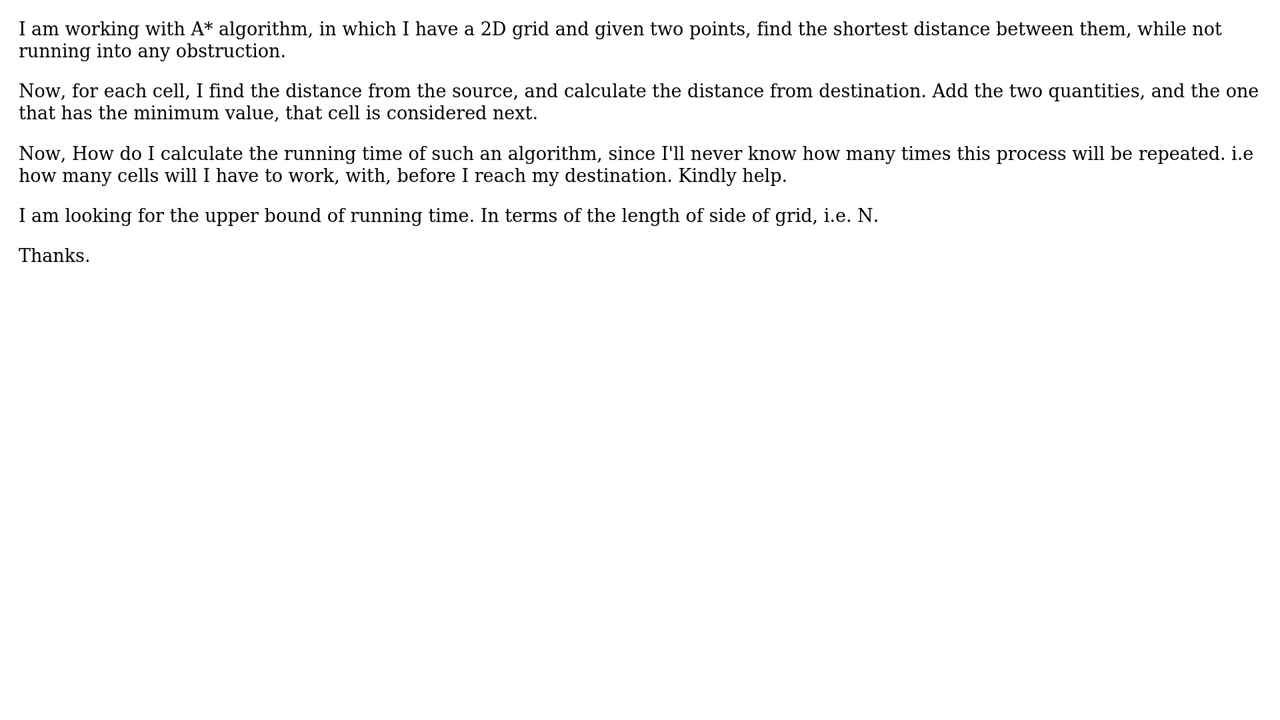 I am working with A* algorithm, in which I have a 2D grid and given two points, find the shortest distance between them, while not
running into any obstruction.
Now, for each cell, I find the distance from the source, and calculate the distance from destination. Add the two quantities, and the one
that has the minimum value, that cell is considered next.
Now, How do I calculate the running time of such an algorithm, since I'll never know how many times this process will be repeated. i.e
how many cells will I have to work, with, before I reach my destination. Kindly help.
I am looking for the upper bound of running time. In terms of the length of side of grid, i.e. N.
Thanks.